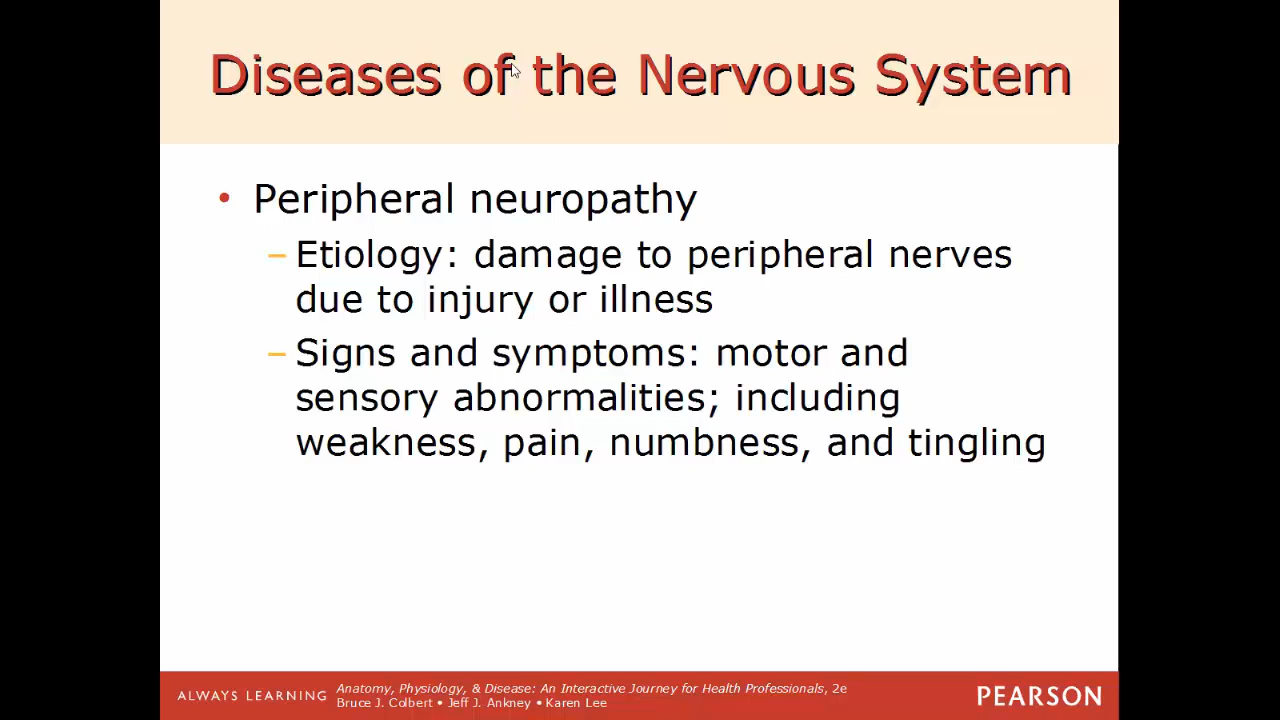 Diseases of the Nervous System
• Peripheral neuropathy
– Etiology: damage to peripheral nerves
due to injury or illness
– Signs and symptoms: motor and
sensory abnormalities; including
weakness, pain, numbness, and tingling
ALWAYS LEARNING
Anatomy, Physiology, & Disease: An Interactive Journey for Health Professionals, 2e
Bruce J. Colbert • Jeff J. Ankney • Karen Lee
PEARSON